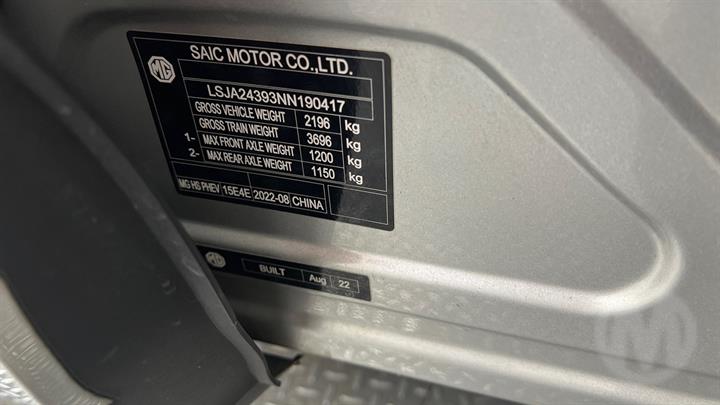 MG
SAIC MOTOR CO.,LTD.
LSJA24393NN190417
GROSS VEHICLE WEIGHT 2196 kg
GROSS TRAIN WEIGHT 3696 kg
1- MAX FRONT AXLE WEIGHT 1200 kg
2- MAX REAR AXLE WEIGHT 1150 kg
MG HS PHEV 15E4E 2022-08 CHINA
MG BUILT Aug 22
M